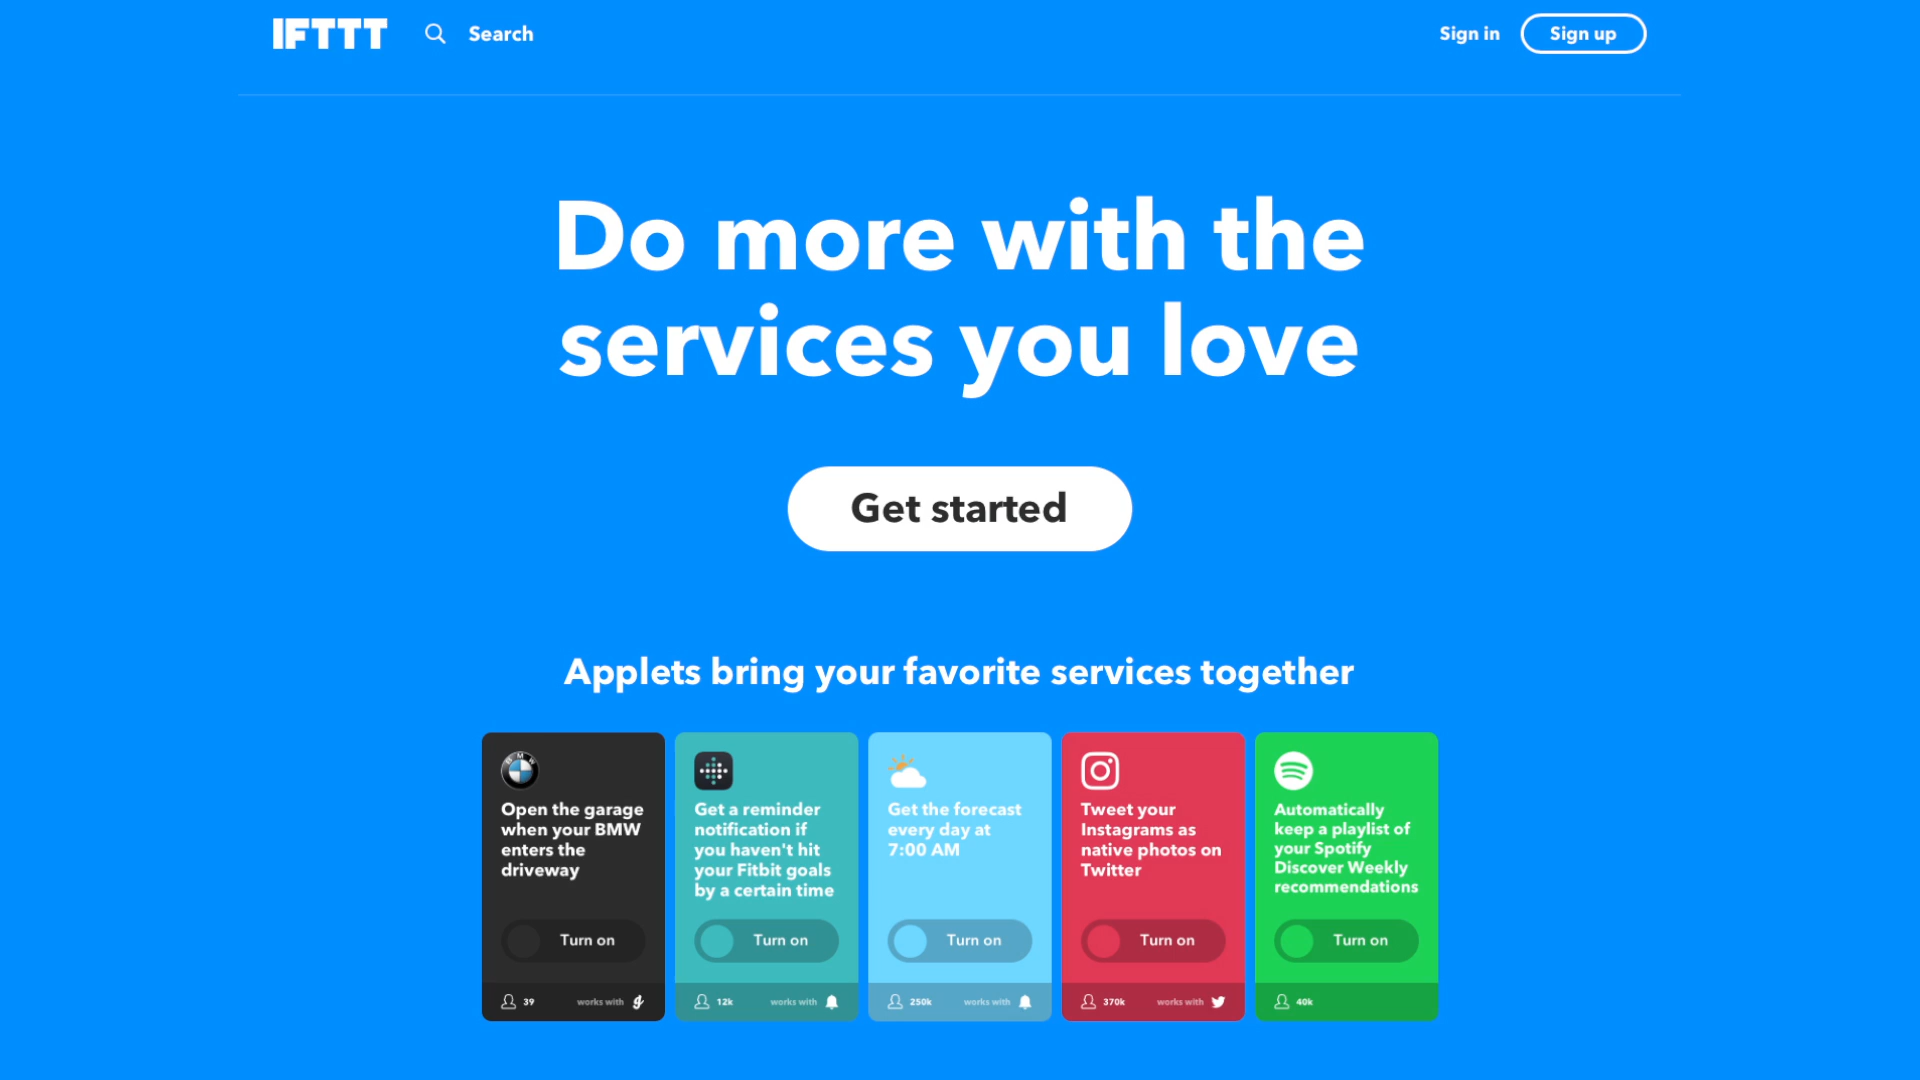 IFTTT
Search
Sign in
Sign up
Do more with the
services you love
Get started
Applets bring your favorite services together
Open the garage
when your BMW
enters the
driveway
Turn on
39
works with
Get a reminder
notification if
you haven't hit
your Fitbit goals
by a certain time
Turn on
12k
works with
Get the forecast
every day at
7:00 AM
Turn on
250k
works with
Tweet your
Instagrams as
native photos on
Twitter
Turn on
370k
works with
Automatically
keep a playlist of
your Spotify
Discover Weekly
recommendations
Turn on
40k